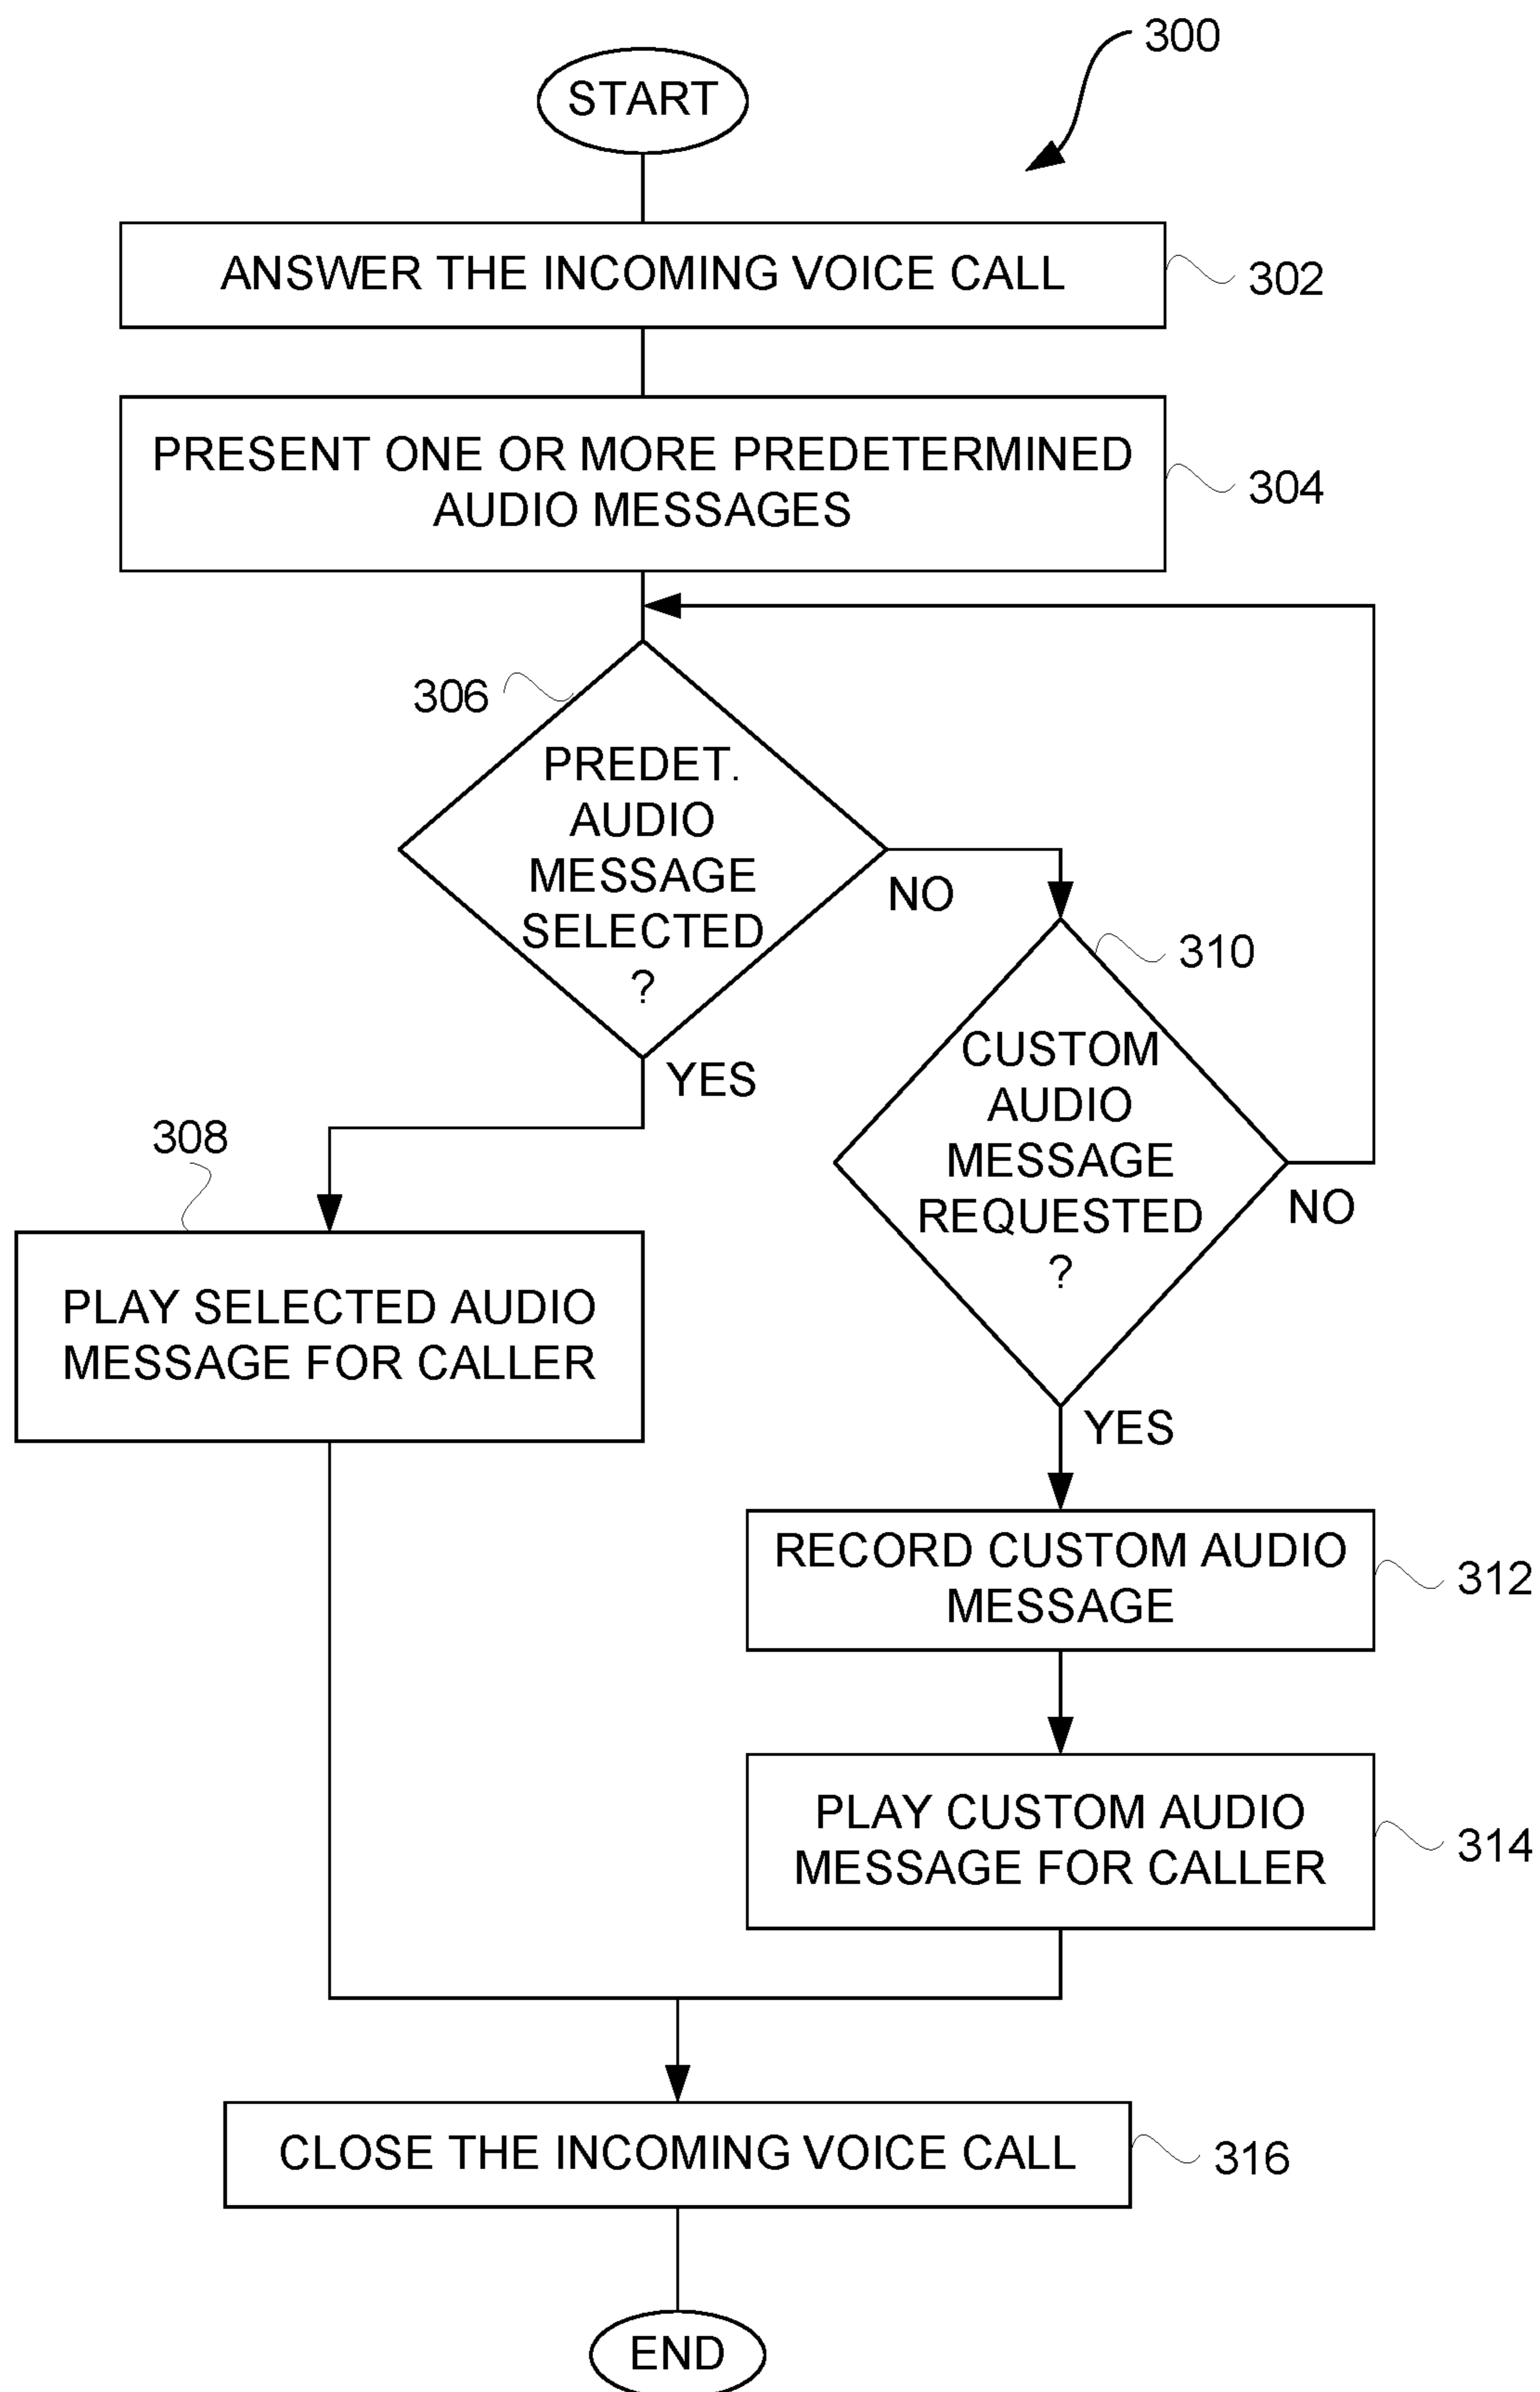 300
START
ANSWER THE INCOMING VOICE CALL
302
PRESENT ONE OR MORE PREDETERMINED
AUDIO MESSAGES
304
306
PREDET.
AUDIO
MESSAGE
SELECTED
?
NO
YES
310
CUSTOM
AUDIO
MESSAGE
REQUESTED
?
NO
YES
308
PLAY SELECTED AUDIO
MESSAGE FOR CALLER
RECORD CUSTOM AUDIO
MESSAGE
312
PLAY CUSTOM AUDIO
MESSAGE FOR CALLER
314
CLOSE THE INCOMING VOICE CALL
316
END